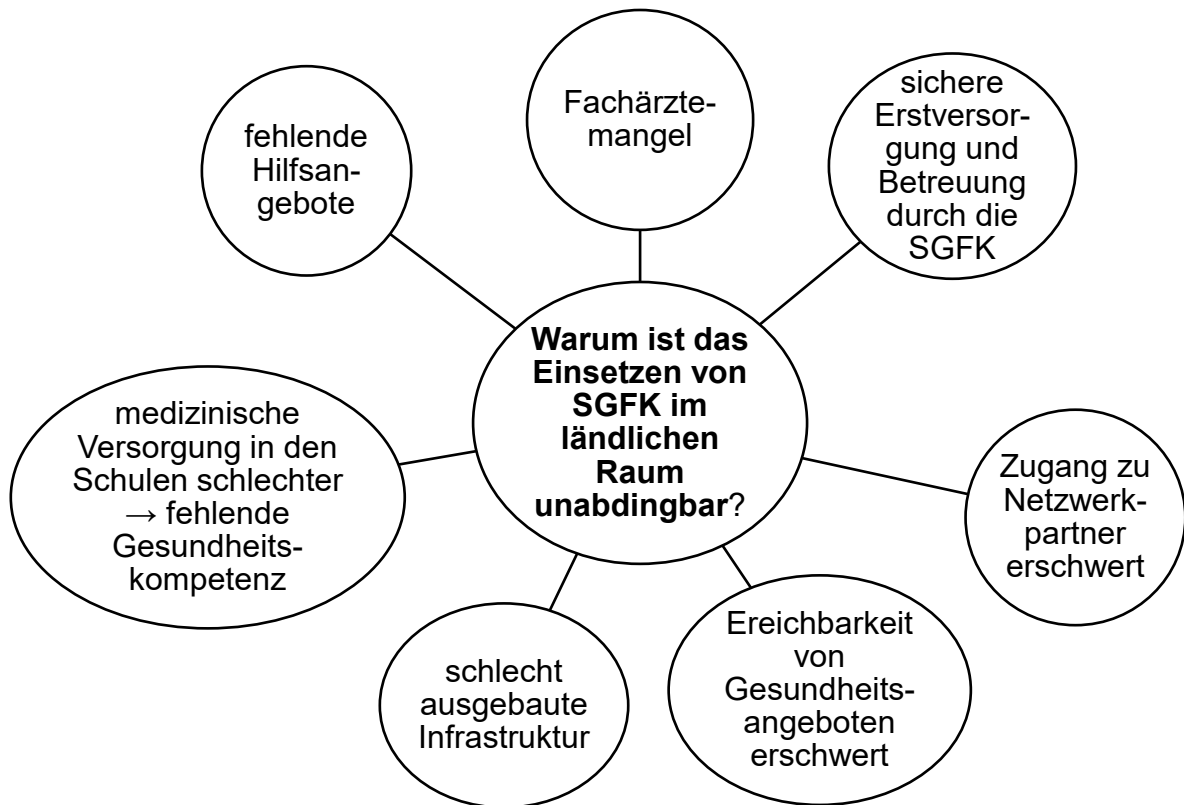 Fachärzte-
mangel
sichere
Erstversor-
gung und
Betreuung
durch die
SGFK
fehlende
Hilfsan-
gebote
Warum ist das
Einsetzen von
SGFK im
ländlichen
Raum
unabdingbar?
medizinische
Versorgung in den
Schulen schlechter
→ fehlende
Gesundheits-
kompetenz
Zugang zu
Netzwerk-
partner
erschwert
schlecht
ausgebaute
Infrastruktur
Ereichbarkeit
von
Gesundheits-
angeboten
erschwert